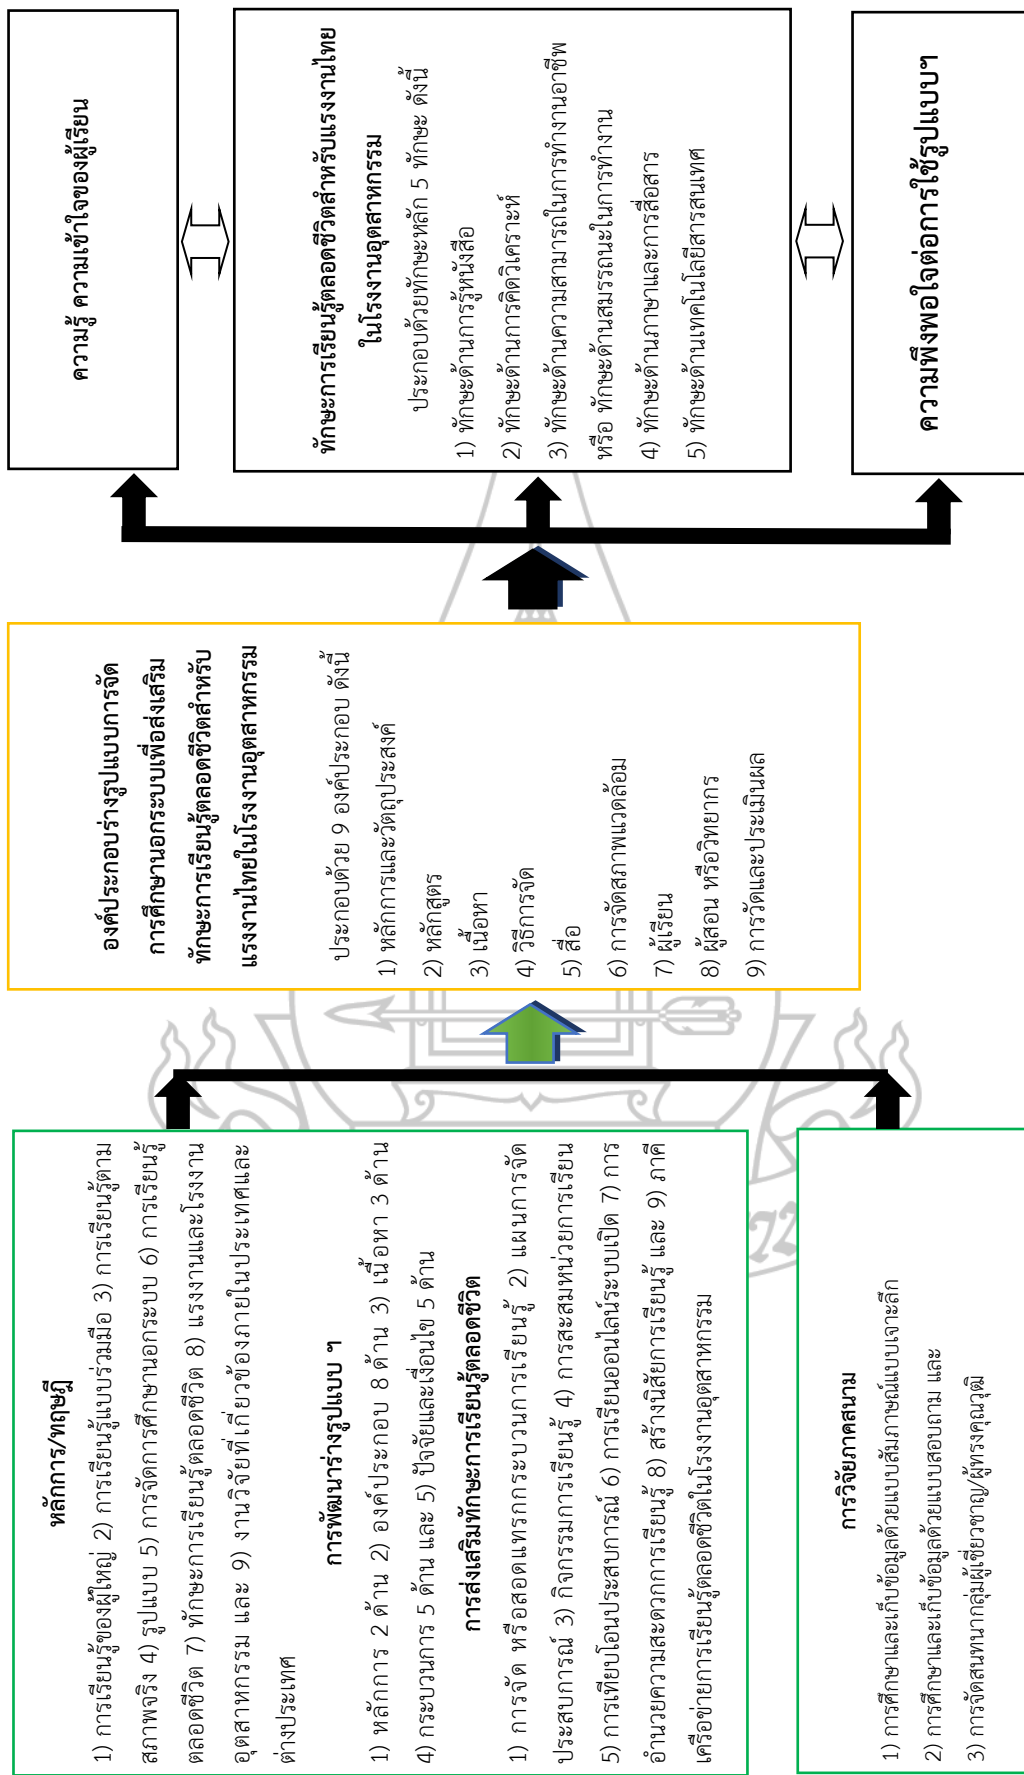 หลักการ/ทฤษฎี
1) การเรียนรู้ของผู้ใหญ่ 2) การเรียนรู้แบบร่วมมือ 3) การเรียนรู้ตาม
สภาพจริง 4) รูปแบบ 5) การจัดการศึกษานอกระบบ 6) การเรียนรู้
ตลอดชีวิต 7) ทักษะการเรียนรู้ตลอดชีวิต 8) แรงงานและโรงงาน
อุตสาหกรรม และ 9) งานวิจัยที่เกี่ยวข้องภายในประเทศและ
ต่างประเทศ
การพัฒนาร่างรูปแบบ ฯ
1) หลักการ 2 ด้าน 2) องค์ประกอบ 8 ด้าน 3) เนื้อหา 3 ด้าน
4) กระบวนการ 5 ด้าน และ 5) ปัจจัยและเงื่อนไข 5 ด้าน
การส่งเสริมทักษะการเรียนรู้ตลอดชีวิต
1) การจัด หรือสอดแทรกกระบวนการเรียนรู้ 2) แผนการจัด
ประสบการณ์ 3) กิจกรรมการเรียนรู้ 4) การสะสมหน่วยการเรียน
5) การเทียบโอนประสบการณ์ 6) การเรียนออนไลน์ระบบเปิด 7) การ
อำนวยความสะดวกการเรียนรู้ 8) สร้างนิสัยการเรียนรู้ และ 9) ภาคี
เครือข่ายการเรียนรู้ตลอดชีวิตในโรงงานอุตสาหกรรม
การวิจัยภาคสนาม
1) การศึกษาและเก็บข้อมูลด้วยแบบสัมภาษณ์แบบเจาะลึก
2) การศึกษาและเก็บข้อมูลด้วยแบบสอบถาม และ
3) การจัดสนทนากลุ่มผู้เชี่ยวชาญ/ผู้ทรงคุณวุฒิ
องค์ประกอบร่างรูปแบบการจัด
การศึกษานอกระบบเพื่อส่งเสริม
ทักษะการเรียนรู้ตลอดชีวิตสำหรับ
แรงงานไทยในโรงงานอุตสาหกรรม
ประกอบด้วย 9 องค์ประกอบ ดังนี้
1) หลักการและวัตถุประสงค์
2) หลักสูตร
3) เนื้อหา
4) วิธีการจัด
5) สื่อ
6) การจัดสภาพแวดล้อม
7) ผู้เรียน
8) ผู้สอน หรือวิทยากร
9) การวัดและประเมินผล
ความรู้ ความเข้าใจของผู้เรียน
ทักษะการเรียนรู้ตลอดชีวิตสำหรับแรงงานไทย
ในโรงงานอุตสาหกรรม
ประกอบด้วยทักษะหลัก 5 ทักษะ ดังนี้
1) ทักษะด้านการรู้หนังสือ
2) ทักษะด้านการคิดวิเคราะห์
3) ทักษะด้านความสามารถในการทำงานอาชีพ
หรือ ทักษะด้านสมรรถนะในการทำงาน
4) ทักษะด้านภาษาและการสื่อสาร
5) ทักษะด้านเทคโนโลยีสารสนเทศ
ความพึงพอใจต่อการใช้รูปแบบฯ